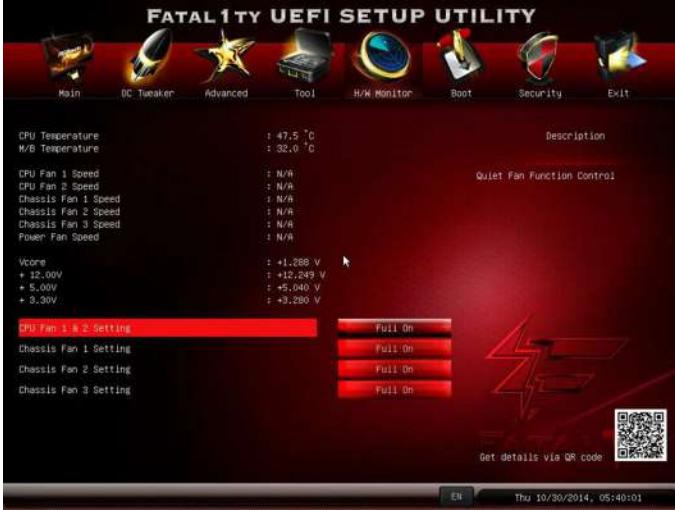 FATAL1TY UEFI SETUP UTILITY
Main OC Tweaker Advanced Tool H/W Monitor Boot Security Exit
CPU Temperature : 47.5 °C
M/B Temperature : 32.0 °C
CPU Fan 1 Speed : N/A
CPU Fan 2 Speed : N/A
Chassis Fan 1 Speed : N/A
Chassis Fan 2 Speed : N/A
Chassis Fan 3 Speed : N/A
Power Fan Speed : N/A
Vcore : +1.288 V
+ 12.00V : +12.249 V
+ 5.00V : +5.040 V
+ 3.30V : +3.280 V
CPU Fan 1 & 2 Setting Full On
Chassis Fan 1 Setting Full On
Chassis Fan 2 Setting Full On
Chassis Fan 3 Setting Full On
Description
Quiet Fan Function Control
FATAL1TY
Get details via QR code
EN Thu 10/30/2014, 05:40:01